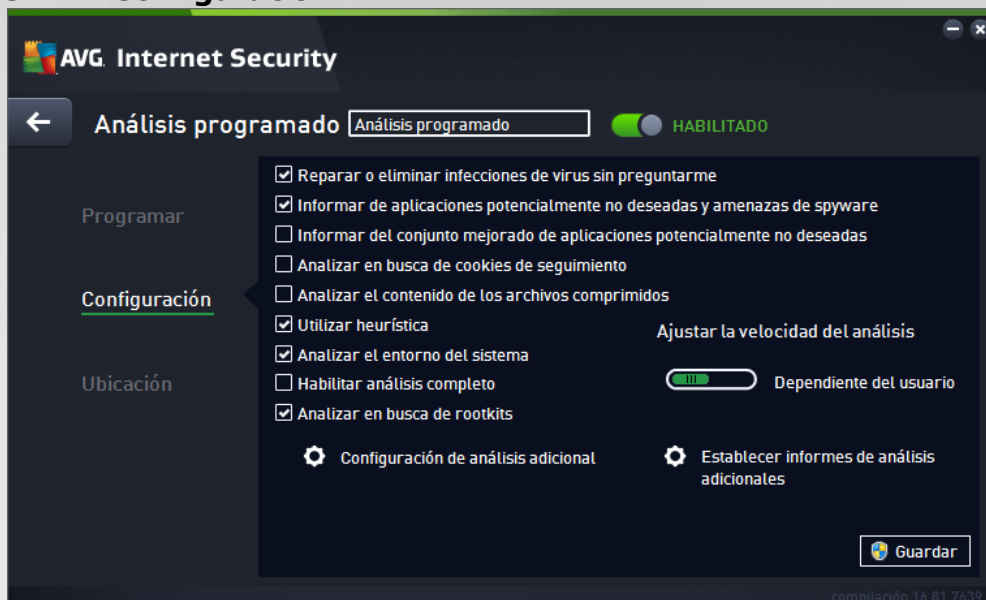 AVG. Internet Security
Análisis programado Análisis programado HABILITADO
Reparar o eliminar infecciones de virus sin preguntarme
Programar
Informar de aplicaciones potencialmente no deseadas y amenazas de spyware
Informar del conjunto mejorado de aplicaciones potencialmente no deseadas
Analizar en busca de cookies de seguimiento
Configuración
Analizar el contenido de los archivos comprimidos
Utilizar heurística
Ajustar la velocidad del análisis
Analizar el entorno del sistema
Ubicación
Habilitar análisis completo
Dependiente del usuario
Analizar en busca de rootkits
Configuración de análisis adicional
Establecer informes de análisis
adicionales
Guardar
compilación 16.81.7639